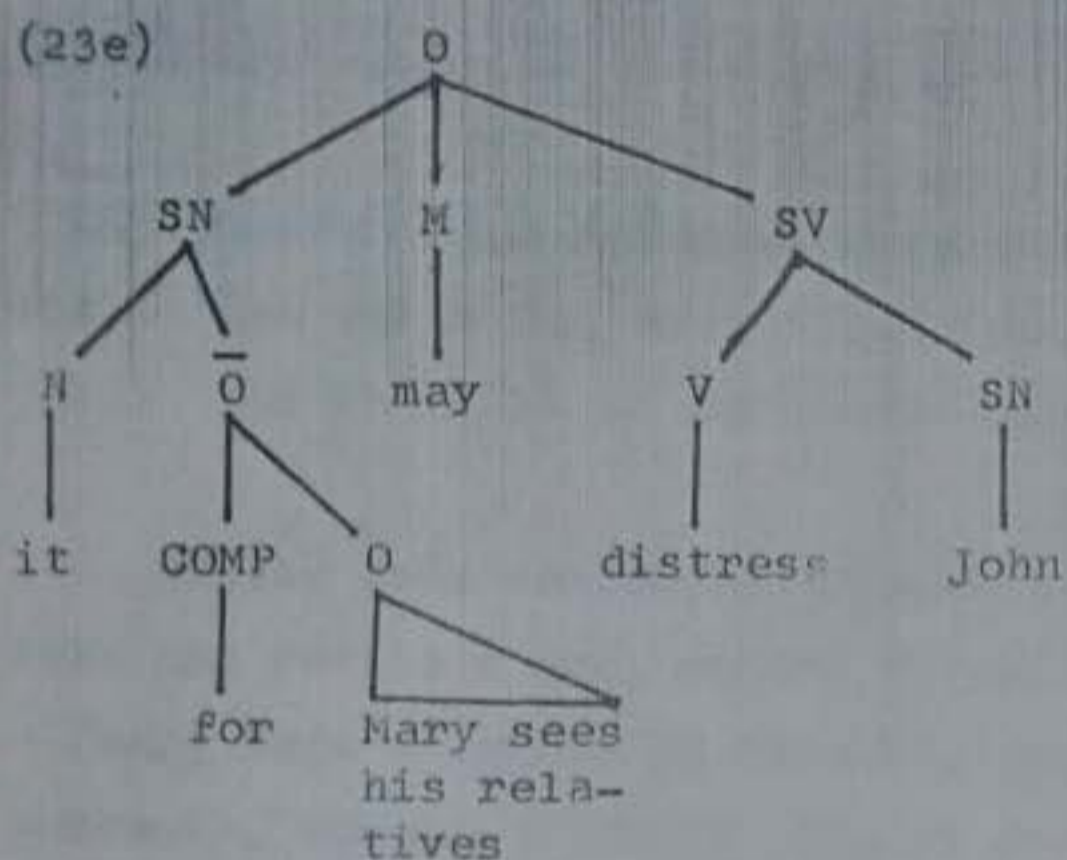 (23e)
O
SN M SV
N O̅ may V SN
it COMP O distress John
for Mary sees
his rela-
tives